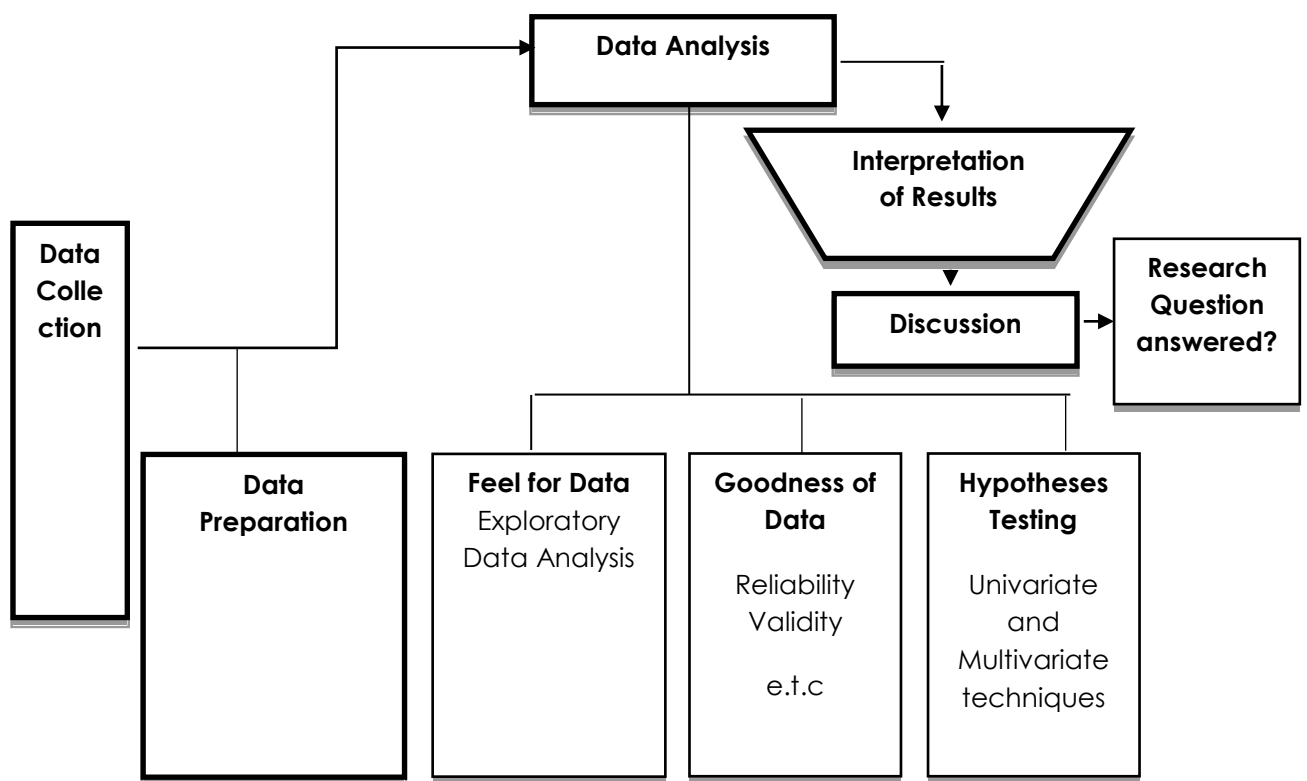 Data Analysis
Interpretation
of Results
Data
Colle
ction
Research
Question
answered?
Discussion
Data
Preparation
Feel for Data
Exploratory
Data Analysis
Goodness of
Data
Reliability
Validity
e.t.c
Hypotheses
Testing
Univariate
and
Multivariate
techniques